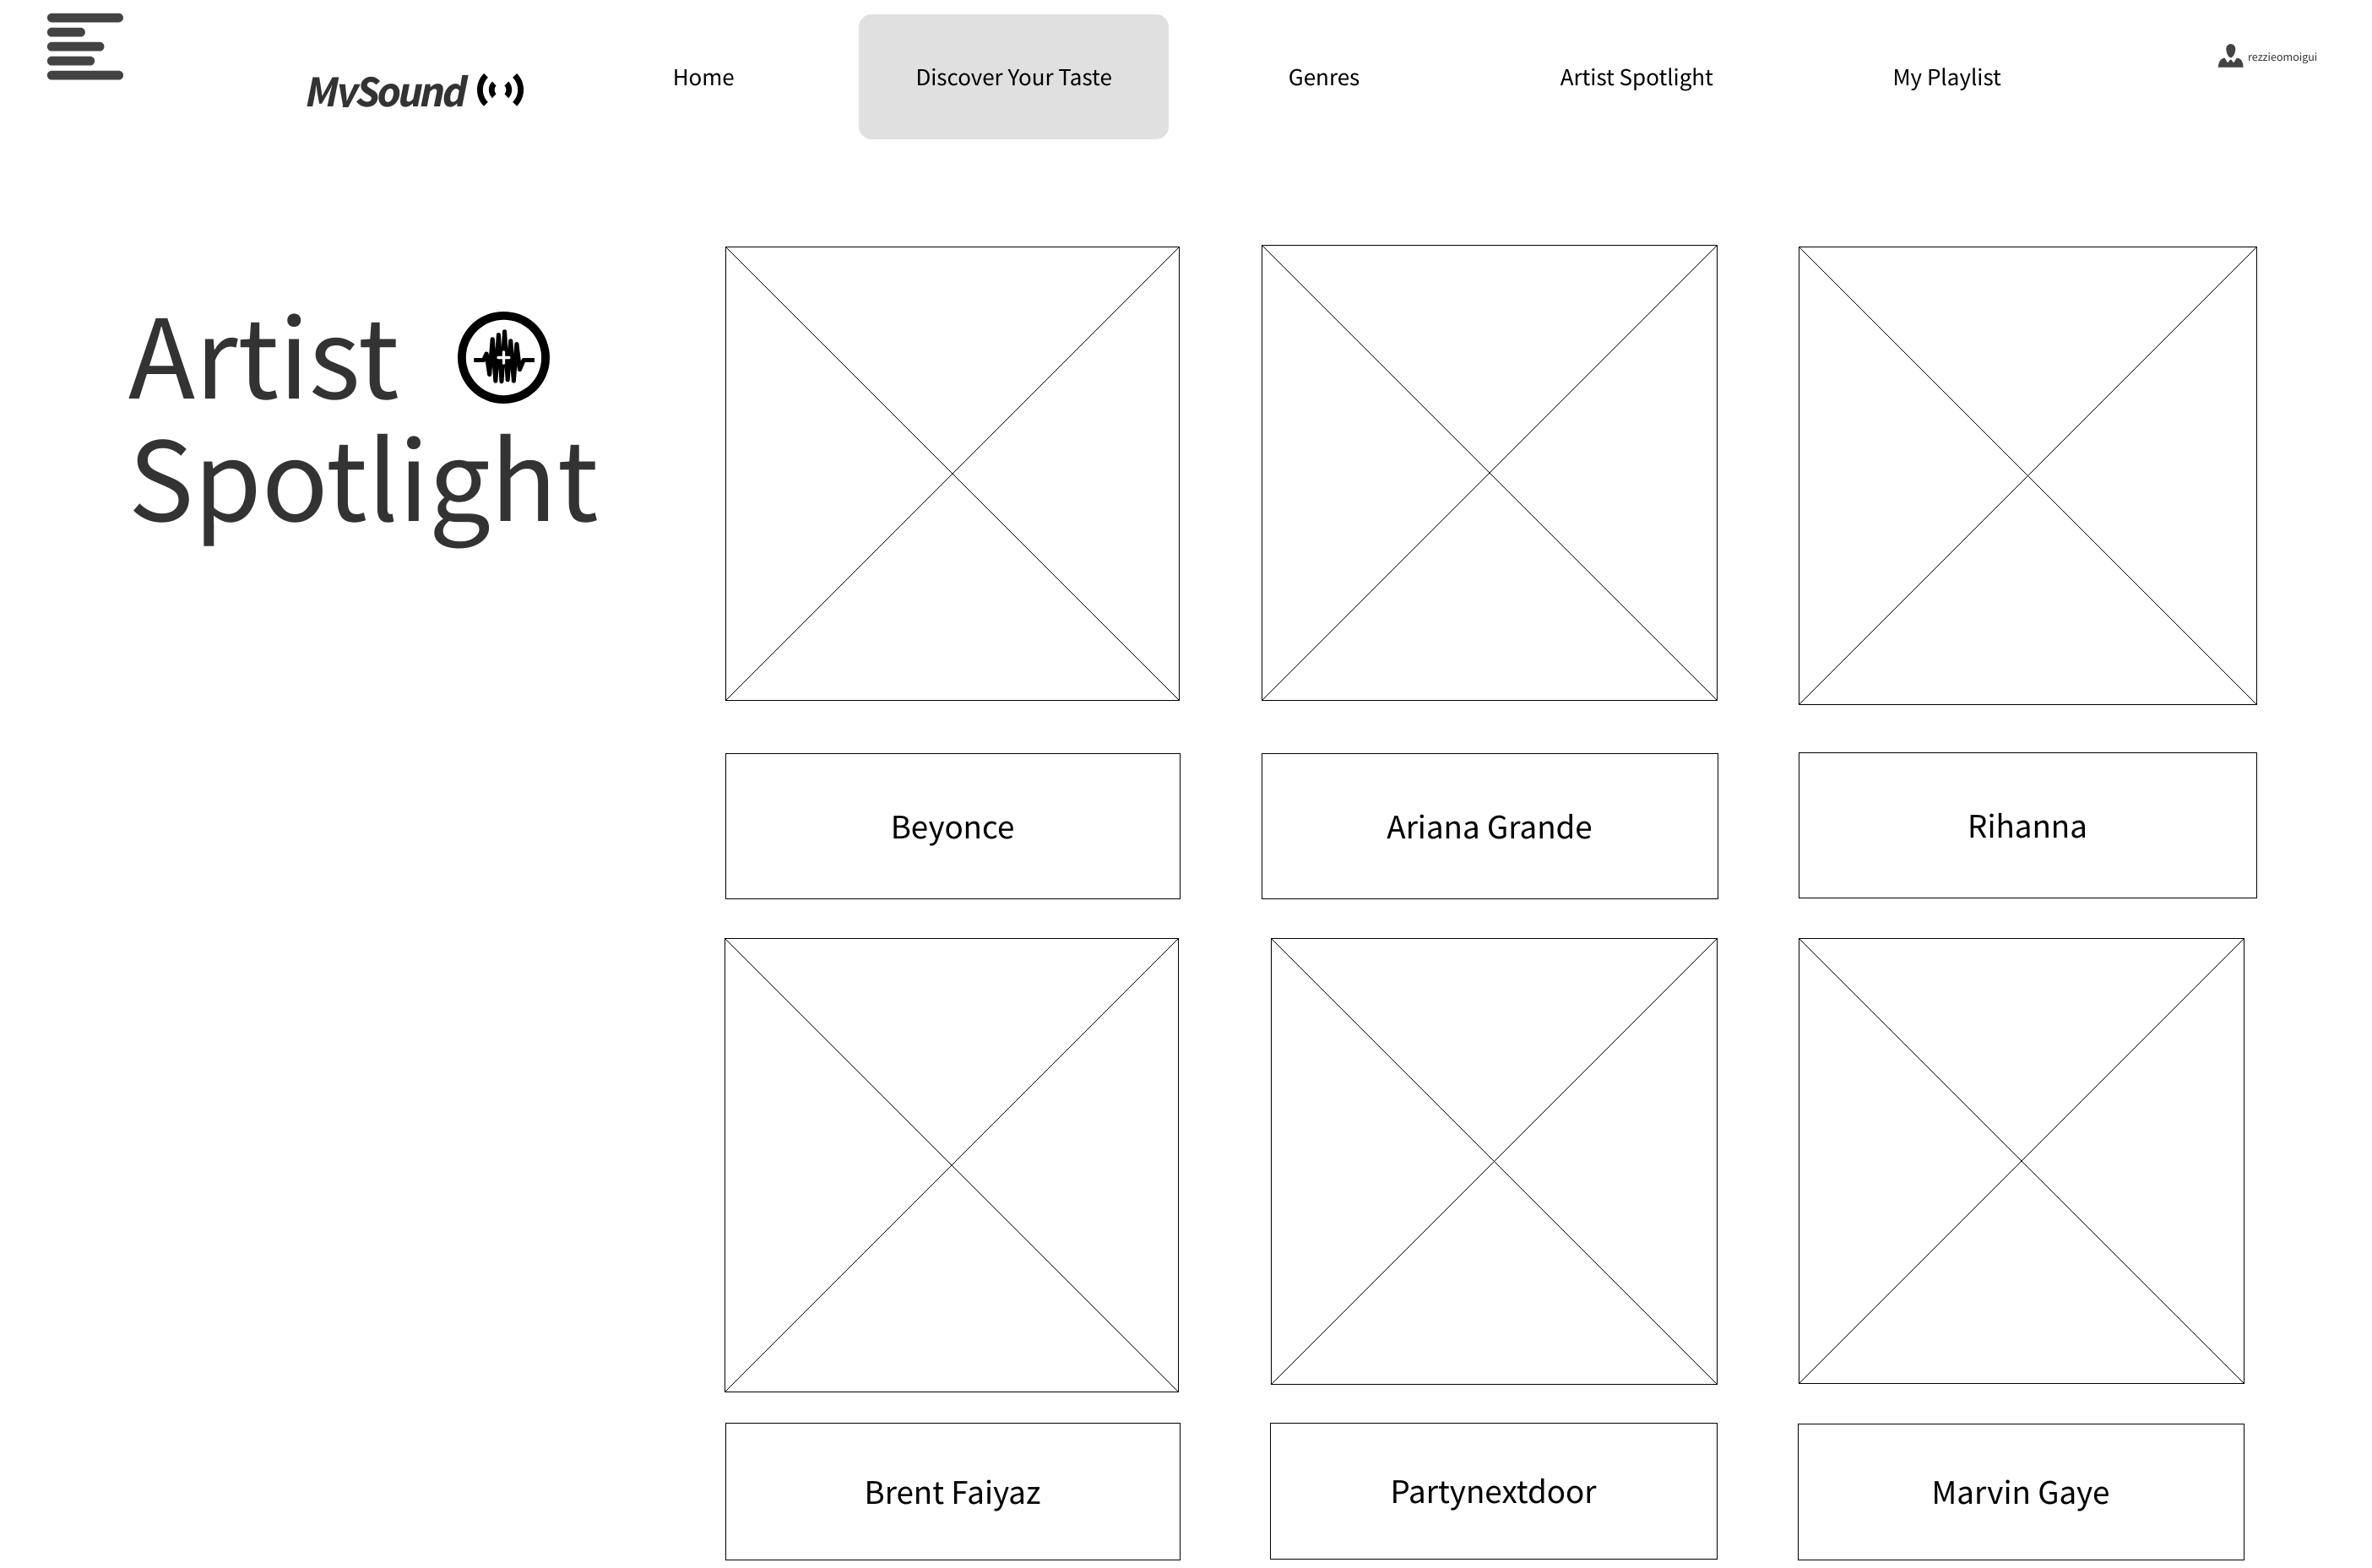 MvSound
Home
Discover Your Taste
Genres
Artist Spotlight
My Playlist
rezzieomoigui
Artist
Spotlight
Beyonce
Ariana Grande
Rihanna
Brent Faiyaz
Partynextdoor
Marvin Gaye